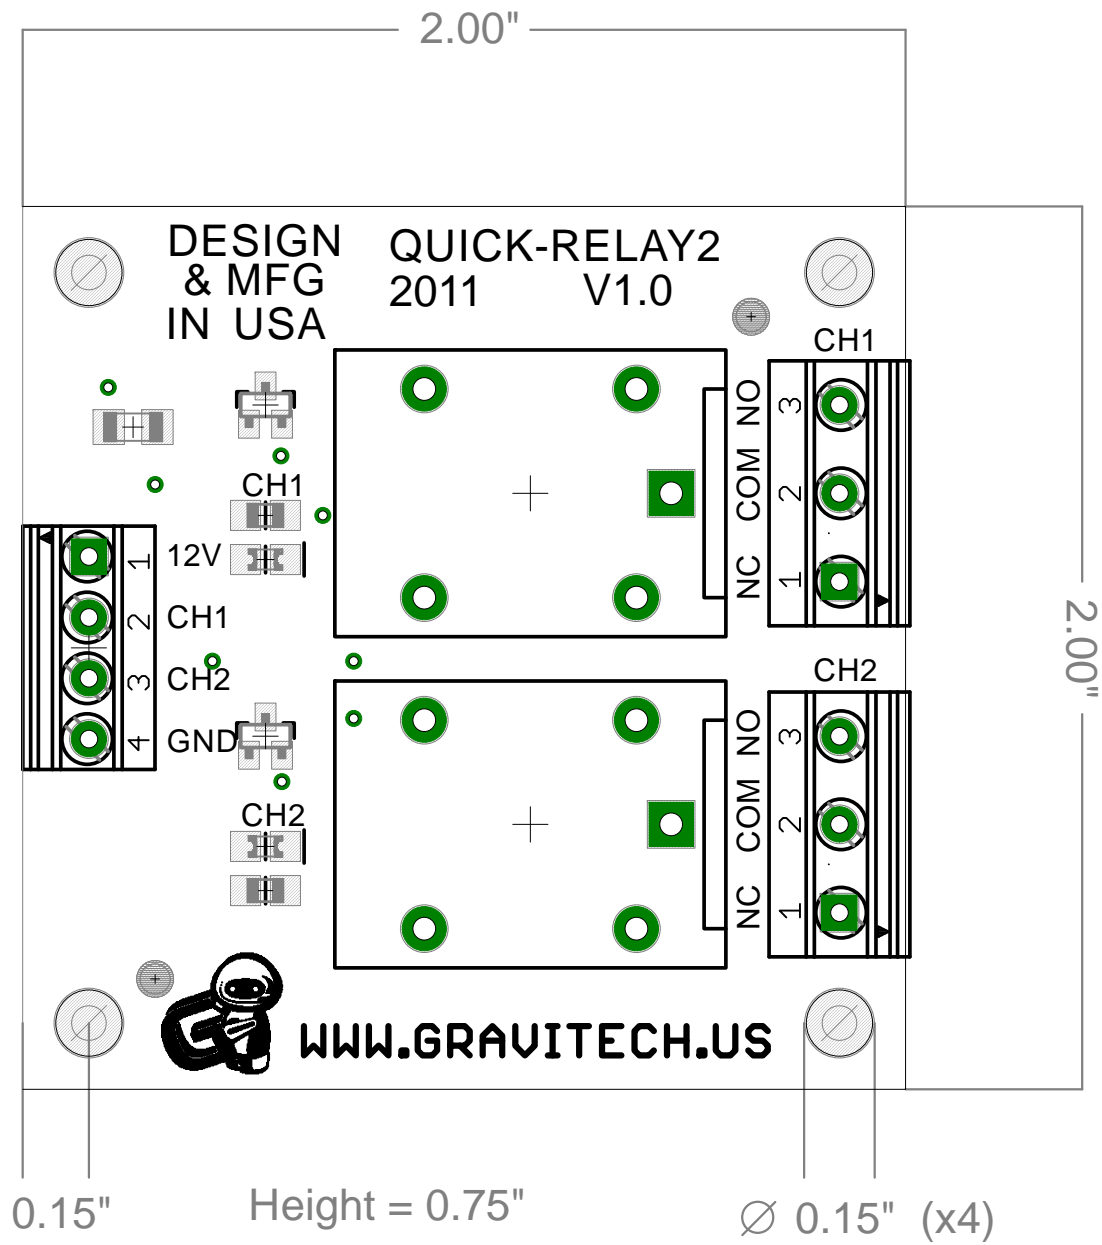 2.00"
DESIGN
& MFG
IN USA
QUICK-RELAY2
2011 V1.0
CH1
NO
COM
NC
3
2
1
CH1
1
2
3
4
12V
CH1
CH2
GND
2.00"
CH2
NO
COM
NC
3
2
1
CH2
WWW.GRAVITECH.US
0.15"
Height = 0.75"
Ø 0.15" (x4)